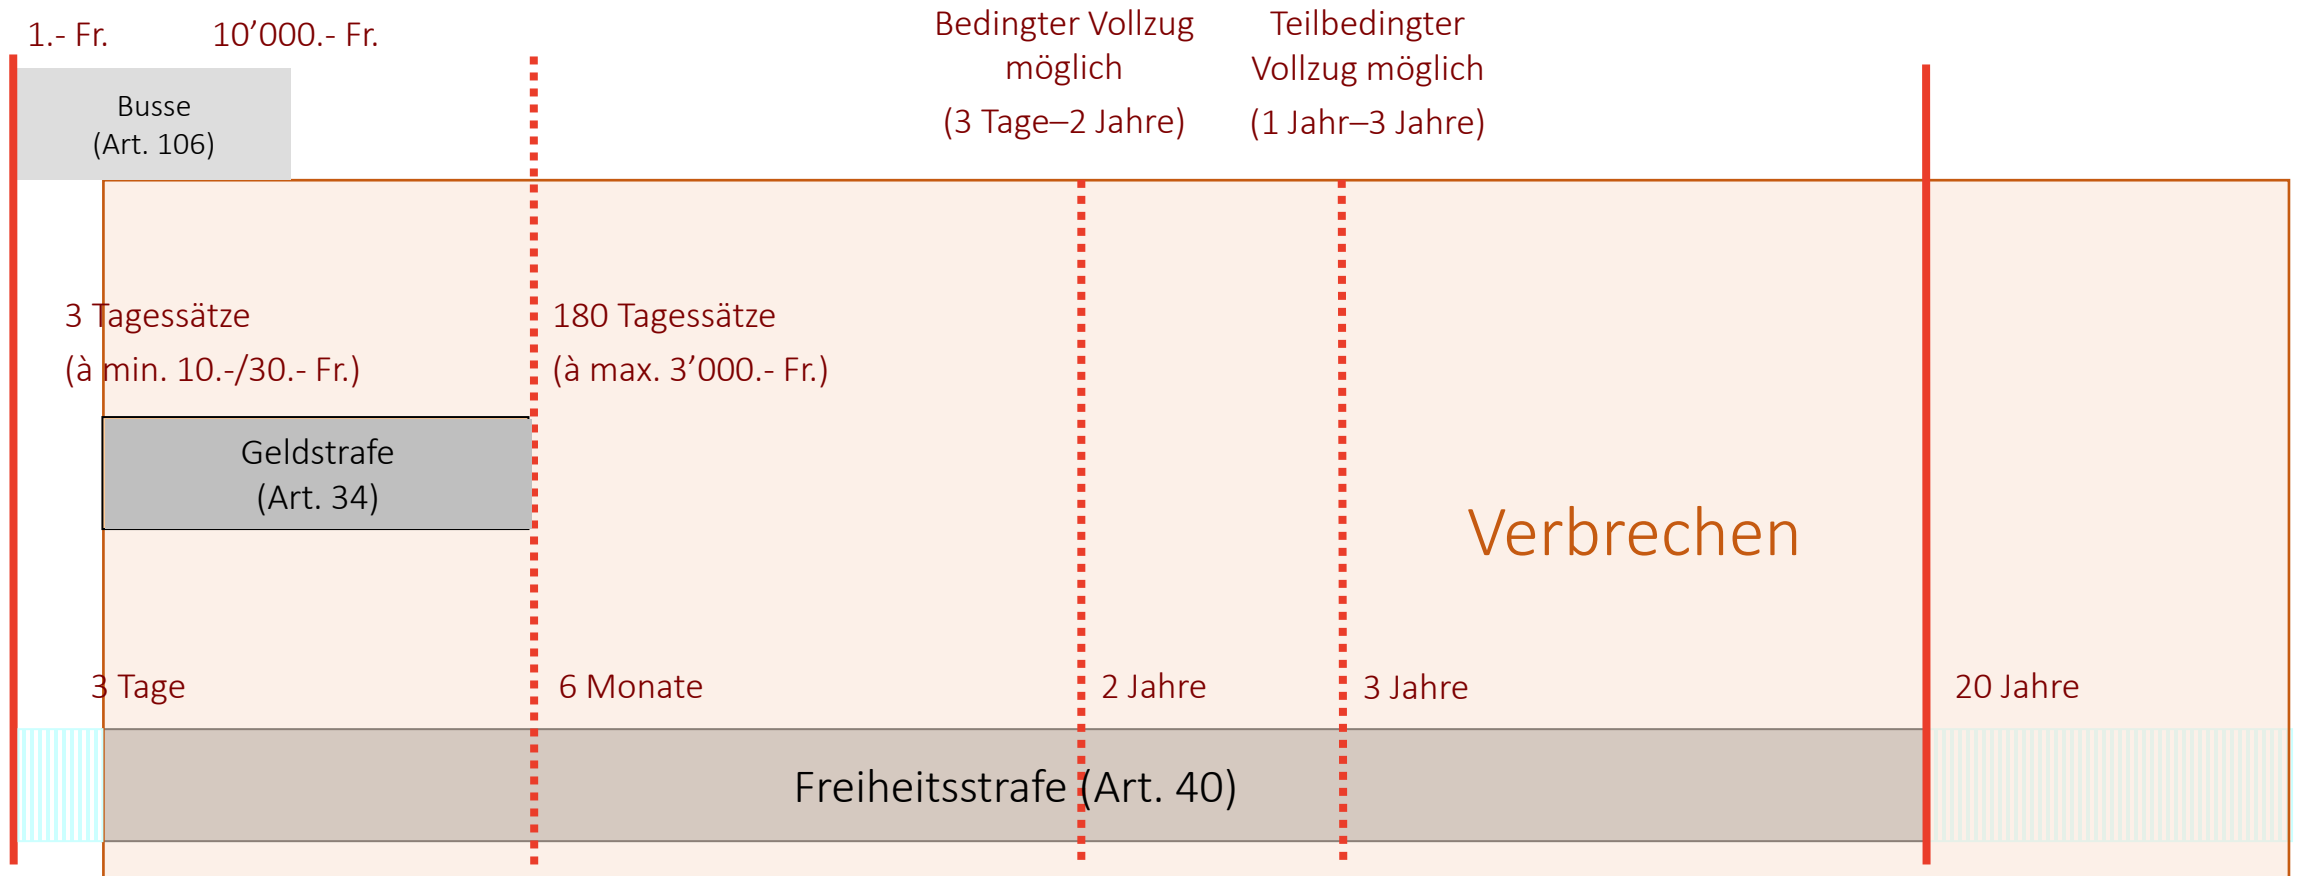 1.- Fr.
10’000.- Fr.
Bedingter Vollzug
möglich
(3 Tage–2 Jahre)
Teilbedingter
Vollzug möglich
(1 Jahr–3 Jahre)
Busse
(Art. 106)
3 Tagessätze
(à min. 10.-/30.- Fr.)
180 Tagessätze
(à max. 3’000.- Fr.)
Geldstrafe
(Art. 34)
Verbrechen
3 Tage
6 Monate
2 Jahre
3 Jahre
20 Jahre
Freiheitsstrafe (Art. 40)